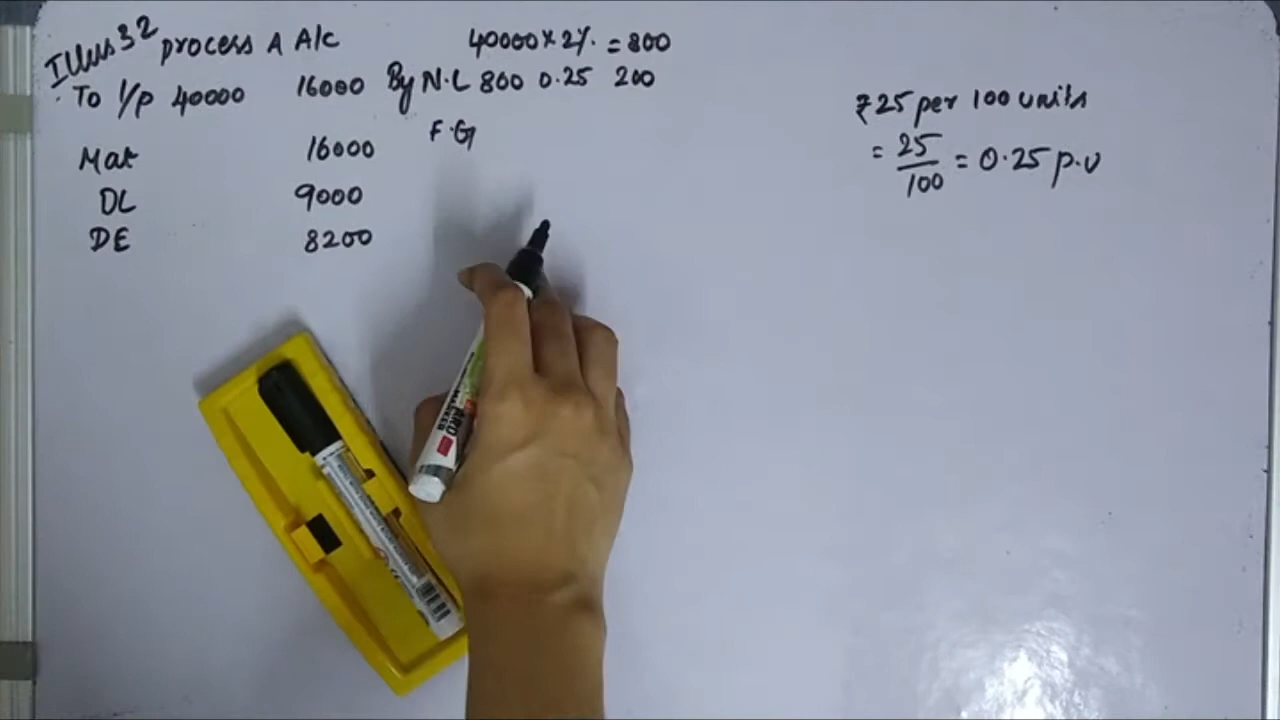 Illus 32 process A A/c
40000 × 2% = 800
To I/p 40000 16000 By N.L 800 0.25 200
F.G
Mat 16000
DL 9000
DE 8200
₹25 per 100 units
= 25/100 = 0.25 p.u